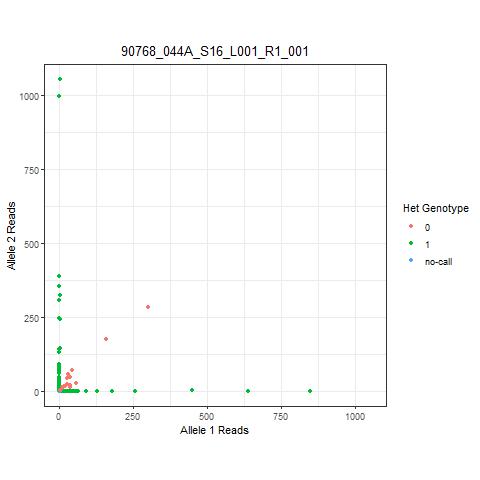 90768_044A_S16_L001_R1_001
Allele 2 Reads
1000
750
500
250
0
0 250 500 750 1000
Allele 1 Reads
Het Genotype
0
1
no-call